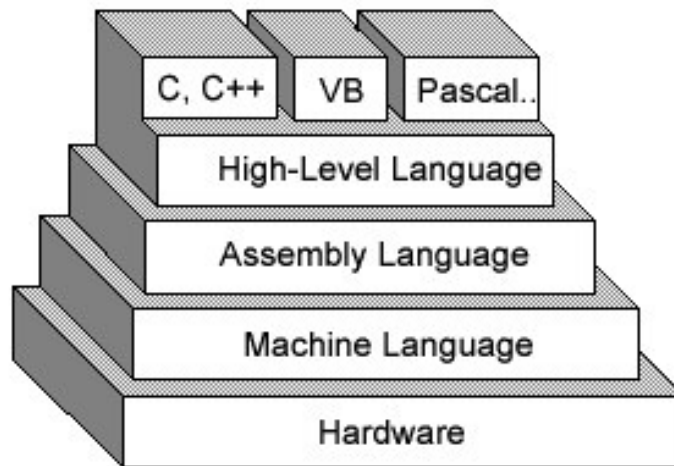 C, C++ VB Pascal..
High-Level Language
Assembly Language
Machine Language
Hardware